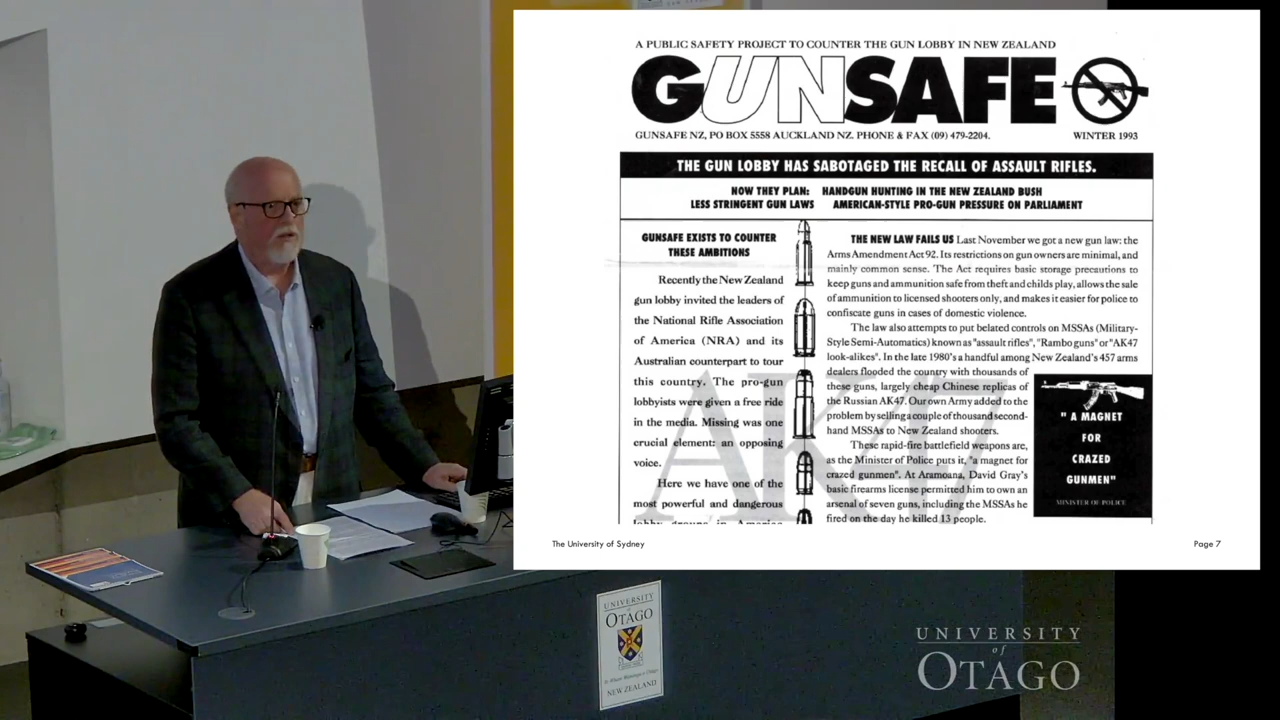 A PUBLIC SAFETY PROJECT TO COUNTER THE GUN LOBBY IN NEW ZEALAND
GUNSAFE
GUNSAFE NZ, PO BOX 5558 AUCKLAND NZ. PHONE & FAX (09) 479-2204.
WINTER 1993
THE GUN LOBBY HAS SABOTAGED THE RECALL OF ASSAULT RIFLES.
NOW THEY PLAN: HANDGUN HUNTING IN THE NEW ZEALAND BUSH
LESS STRINGENT GUN LAWS AMERICAN-STYLE PRO-GUN PRESSURE ON PARLIAMENT
GUNSAFE EXISTS TO COUNTER
THESE AMBITIONS
Recently the New Zealand
gun lobby invited the leaders of
the National Rifle Association
of America (NRA) and its
Australian counterpart to tour
this country. The pro-gun
lobbyists were given a free ride
in the media. Missing was one
crucial element: an opposing
voice.
Here we have one of the
most powerful and dangerous
lobby groups in America
THE NEW LAW FAILS US Last November we got a new gun law: the
Arms Amendment Act 92. Its restrictions on gun owners are minimal, and
mainly common sense. The Act requires basic storage precautions to
keep guns and ammunition safe from theft and childs play, allows the sale
of ammunition to licensed shooters only, and makes it easier for police to
confiscate guns in cases of domestic violence.
The law also attempts to put belated controls on MSSAs (Military-
Style Semi-Automatics) known as "assault rifles", "Rambo guns" or "AK47
look-alikes". In the late 1980's a handful among New Zealand's 457 arms
dealers flooded the country with thousands of
these guns, largely cheap Chinese replicas of
the Russian AK47. Our own Army added to the
problem by selling a couple of thousand second-
hand MSSAs to New Zealand shooters.
These rapid-fire battlefield weapons are,
as the Minister of Police puts it, "a magnet for
crazed gunmen". At Aramoana, David Gray's
basic firearms license permitted him to own an
arsenal of seven guns, including the MSSAs he
fired on the day he killed 13 people.
AK47
" A MAGNET
FOR
CRAZED
GUNMEN"
MINISTER OF POLICE
The University of Sydney
Page 7
UNIVERSITY
of
OTAGO
NEW ZEALAND
UNIVERSITY
of
OTAGO